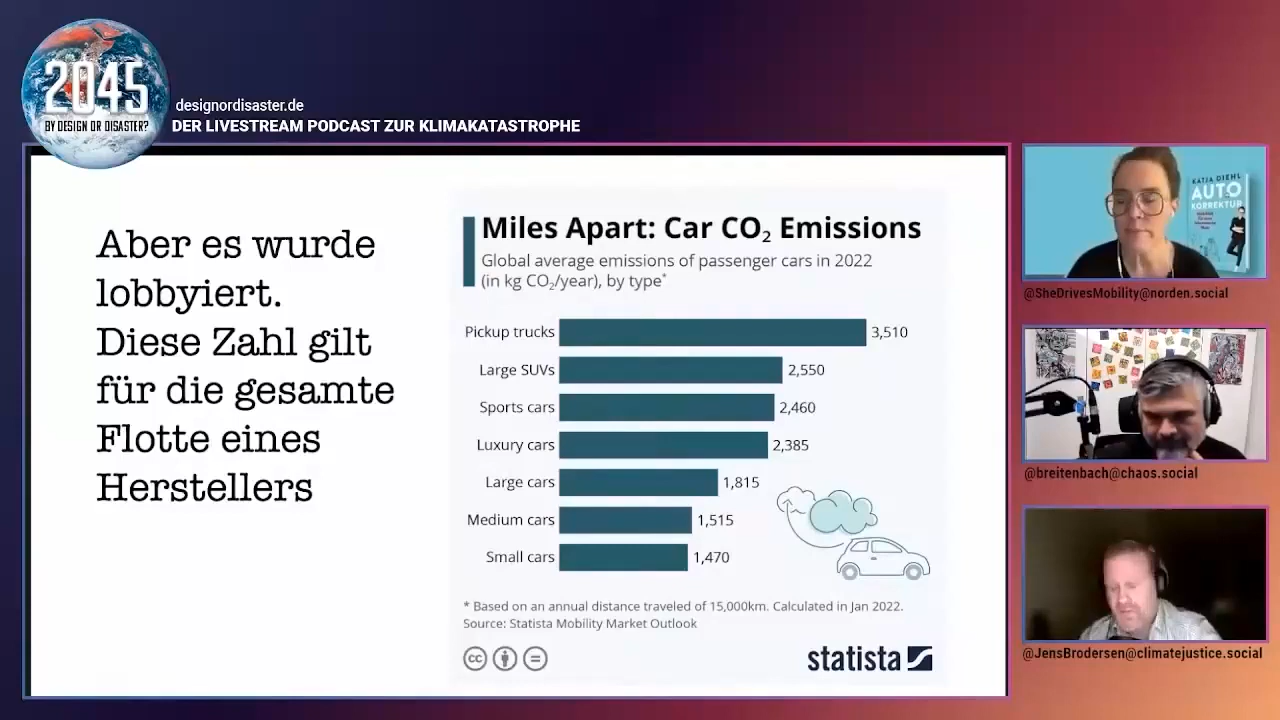 2045
BY DESIGN OR DISASTER?
designordisaster.de
DER LIVESTREAM PODCAST ZUR KLIMAKATASTROPHE
Aber es wurde
lobbyiert.
Diese Zahl gilt
für die gesamte
Flotte eines
Herstellers
Miles Apart: Car CO₂ Emissions
Global average emissions of passenger cars in 2022
(in kg CO₂/year), by type*
Pickup trucks 3,510
Large SUVs 2,550
Sports cars 2,460
Luxury cars 2,385
Large cars 1,815
Medium cars 1,515
Small cars 1,470
* Based on an annual distance traveled of 15,000km. Calculated in Jan 2022.
Source: Statista Mobility Market Outlook
cc
statista
KATJA DIEHL
AUTO
KORREKTUR
@SheDrivesMobility@norden.social
@breitenbach@chaos.social
@JensBrodersen@climatejustice.social